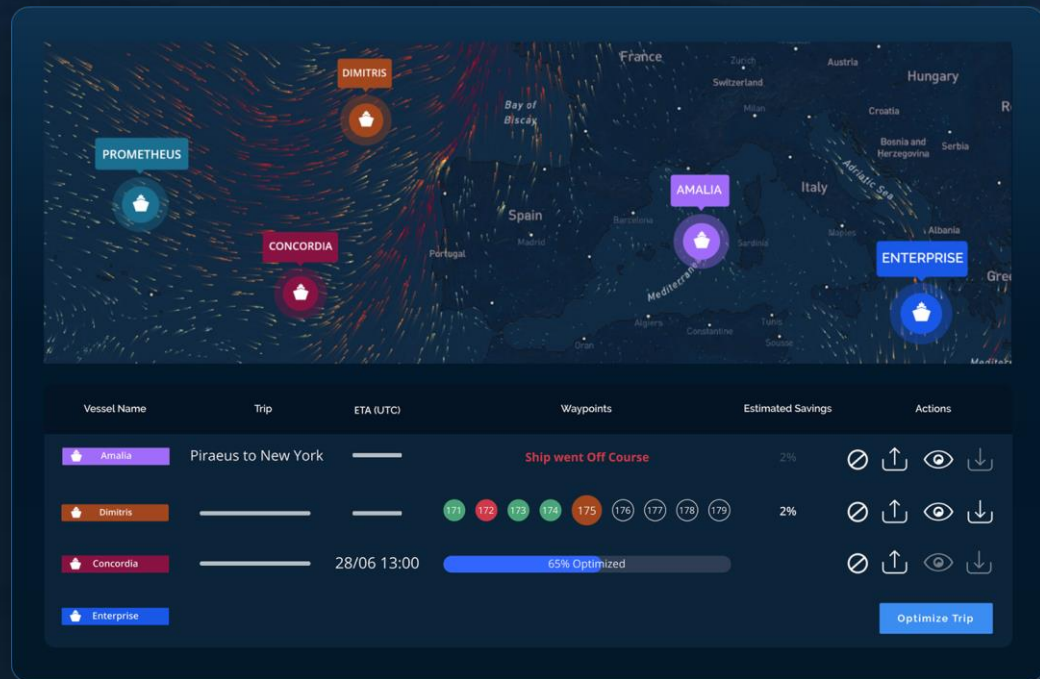 France
Zurich
Austria
Switzerland
Hungary
DIMITRIS
Milan
Bay of
Biscay
Croatia
R
Bosnia and
Herzegovina
Serbia
PROMETHEUS
Adriatic Sea
AMALIA
Italy
Spain
Barcelona
Naples
Albania
Madrid
Sardinia
CONCORDIA
Portugal
ENTERPRISE
Gre
Mediterranean
Algiers
Constantine
Tunis
Oran
Sousse
Vessel Name Trip ETA (UTC) Waypoints Estimated Savings Actions
Amalia Piraeus to New York Ship went Off Course 2%
Dimitris 171 172 173 174 175 176 177 178 179 2%
Concordia 28/06 13:00 65% Optimized
Enterprise Optimize Trip